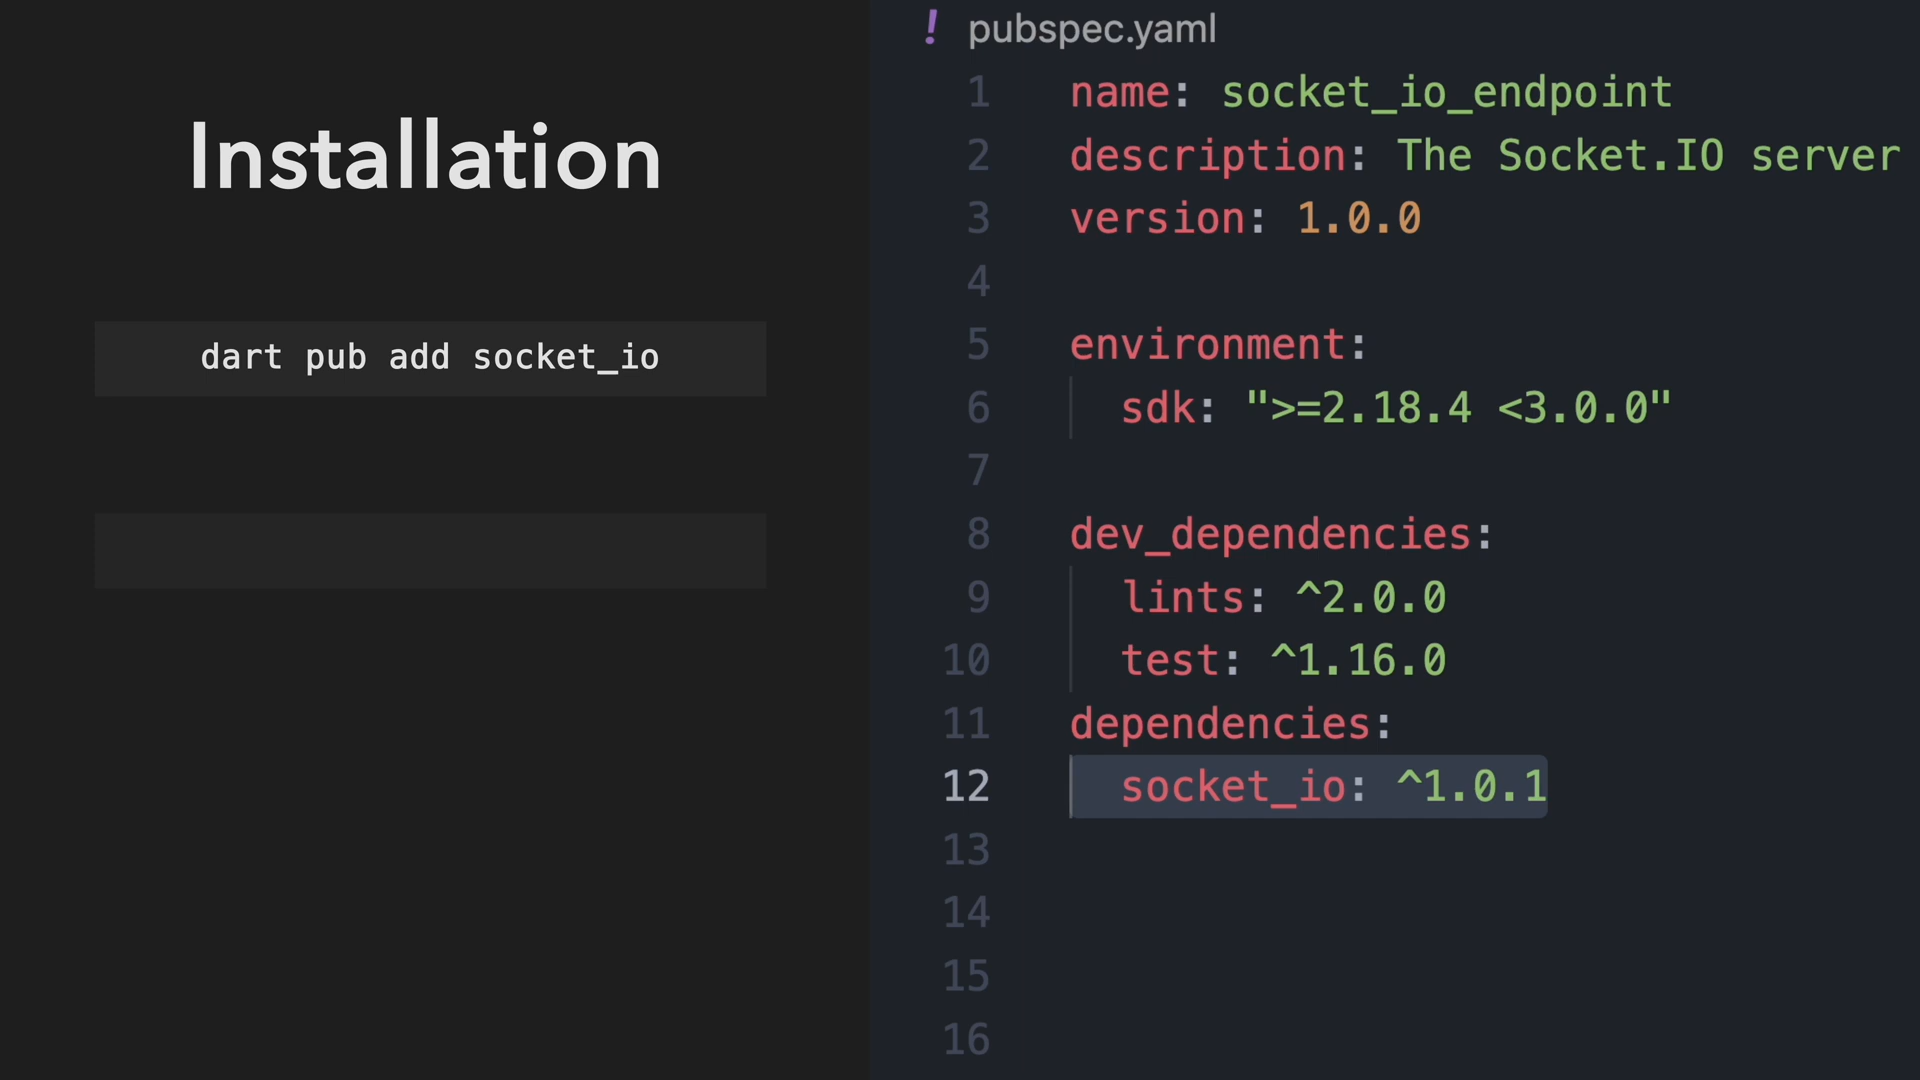 Installation
dart pub add socket_io
! pubspec.yaml
1 name: socket_io_endpoint
2 description: The Socket.IO server
3 version: 1.0.0
4
5 environment:
6 sdk: ">=2.18.4 <3.0.0"
7
8 dev_dependencies:
9 lints: ^2.0.0
10 test: ^1.16.0
11 dependencies:
12 socket_io: ^1.0.1
13
14
15
16